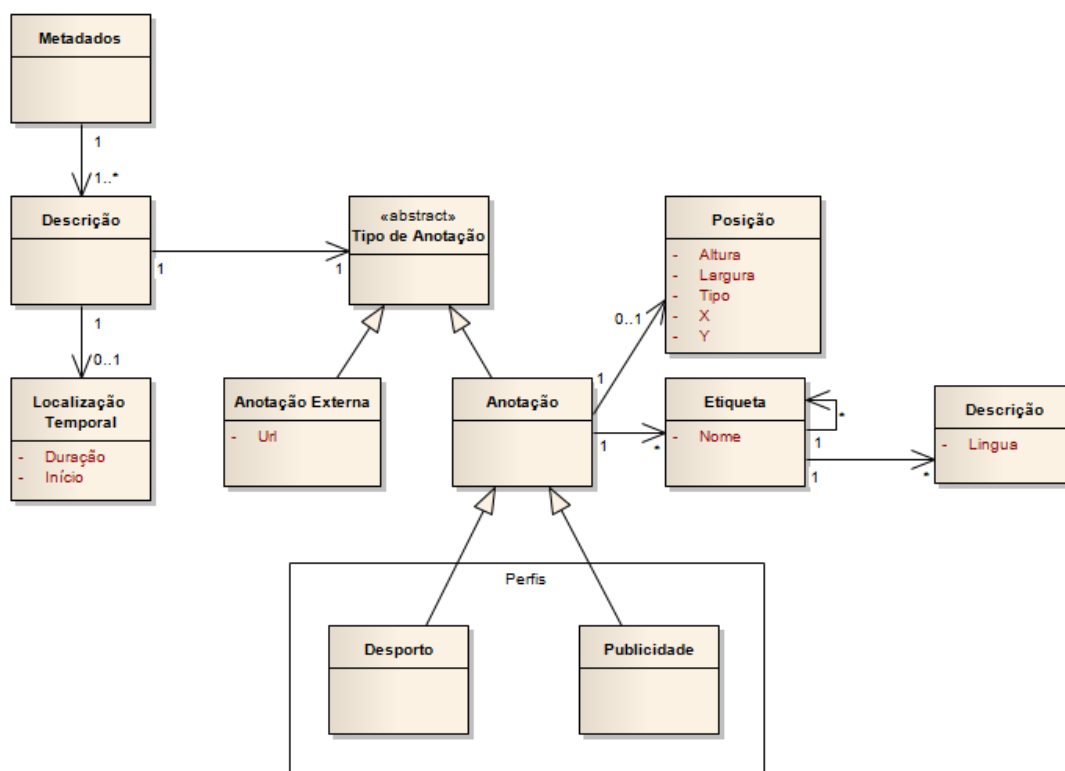 Metadados
1
1..*
Descrição
1
1
1
0..1
Localização
Temporal
- Duração
- Início
«abstract»
Tipo de Anotação
Anotação Externa
- Url
Anotação
1
0..1
1
*
Posição
- Altura
- Largura
- Tipo
- X
- Y
Etiqueta
- Nome
*
1
1
*
Descrição
- Lingua
Perfis
Desporto
Publicidade